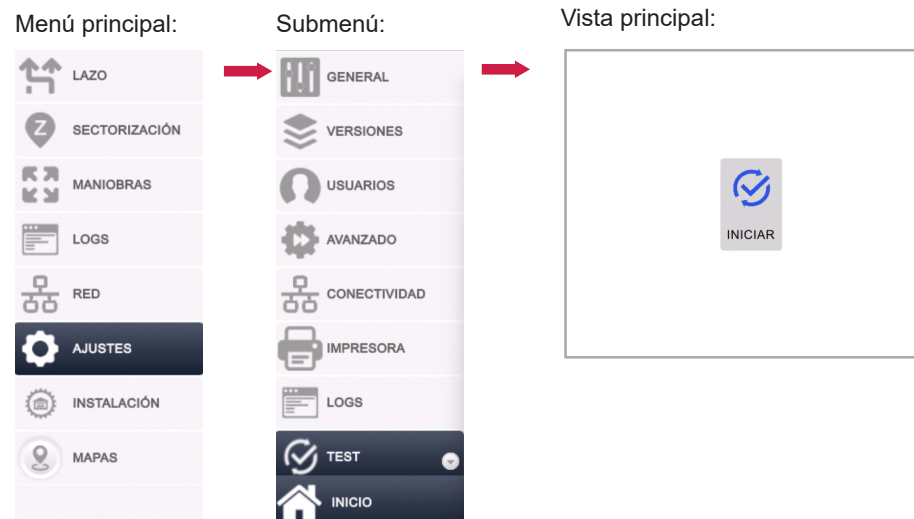 Menú principal:
LAZO
SECTORIZACIÓN
MANIOBRAS
LOGS
RED
AJUSTES
INSTALACIÓN
MAPAS
Submenú:
GENERAL
VERSIONES
USUARIOS
AVANZADO
CONECTIVIDAD
IMPRESORA
LOGS
TEST
INICIO
Vista principal:
INICIAR